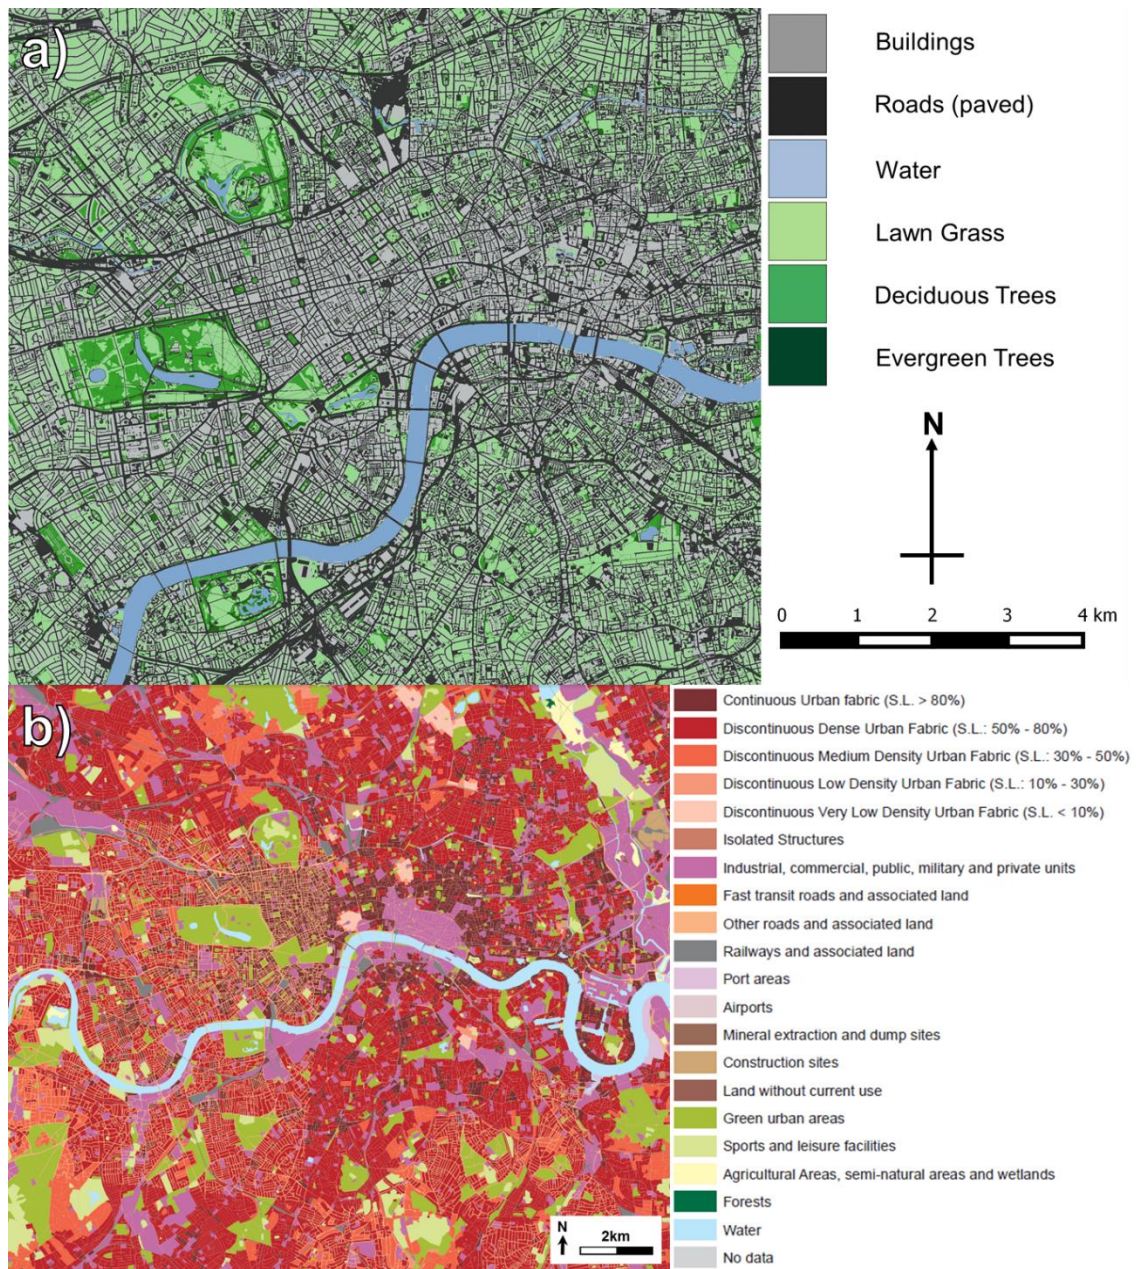 a)
Buildings
Roads (paved)
Water
Lawn Grass
Deciduous Trees
Evergreen Trees
N
0 1 2 3 4 km
b)
Continuous Urban fabric (S.L. > 80%)
Discontinuous Dense Urban Fabric (S.L.: 50% - 80%)
Discontinuous Medium Density Urban Fabric (S.L.: 30% - 50%)
Discontinuous Low Density Urban Fabric (S.L.: 10% - 30%)
Discontinuous Very Low Density Urban Fabric (S.L. < 10%)
Isolated Structures
Industrial, commercial, public, military and private units
Fast transit roads and associated land
Other roads and associated land
Railways and associated land
Port areas
Airports
Mineral extraction and dump sites
Construction sites
Land without current use
Green urban areas
Sports and leisure facilities
Agricultural Areas, semi-natural areas and wetlands
Forests
Water
No data
N
2km